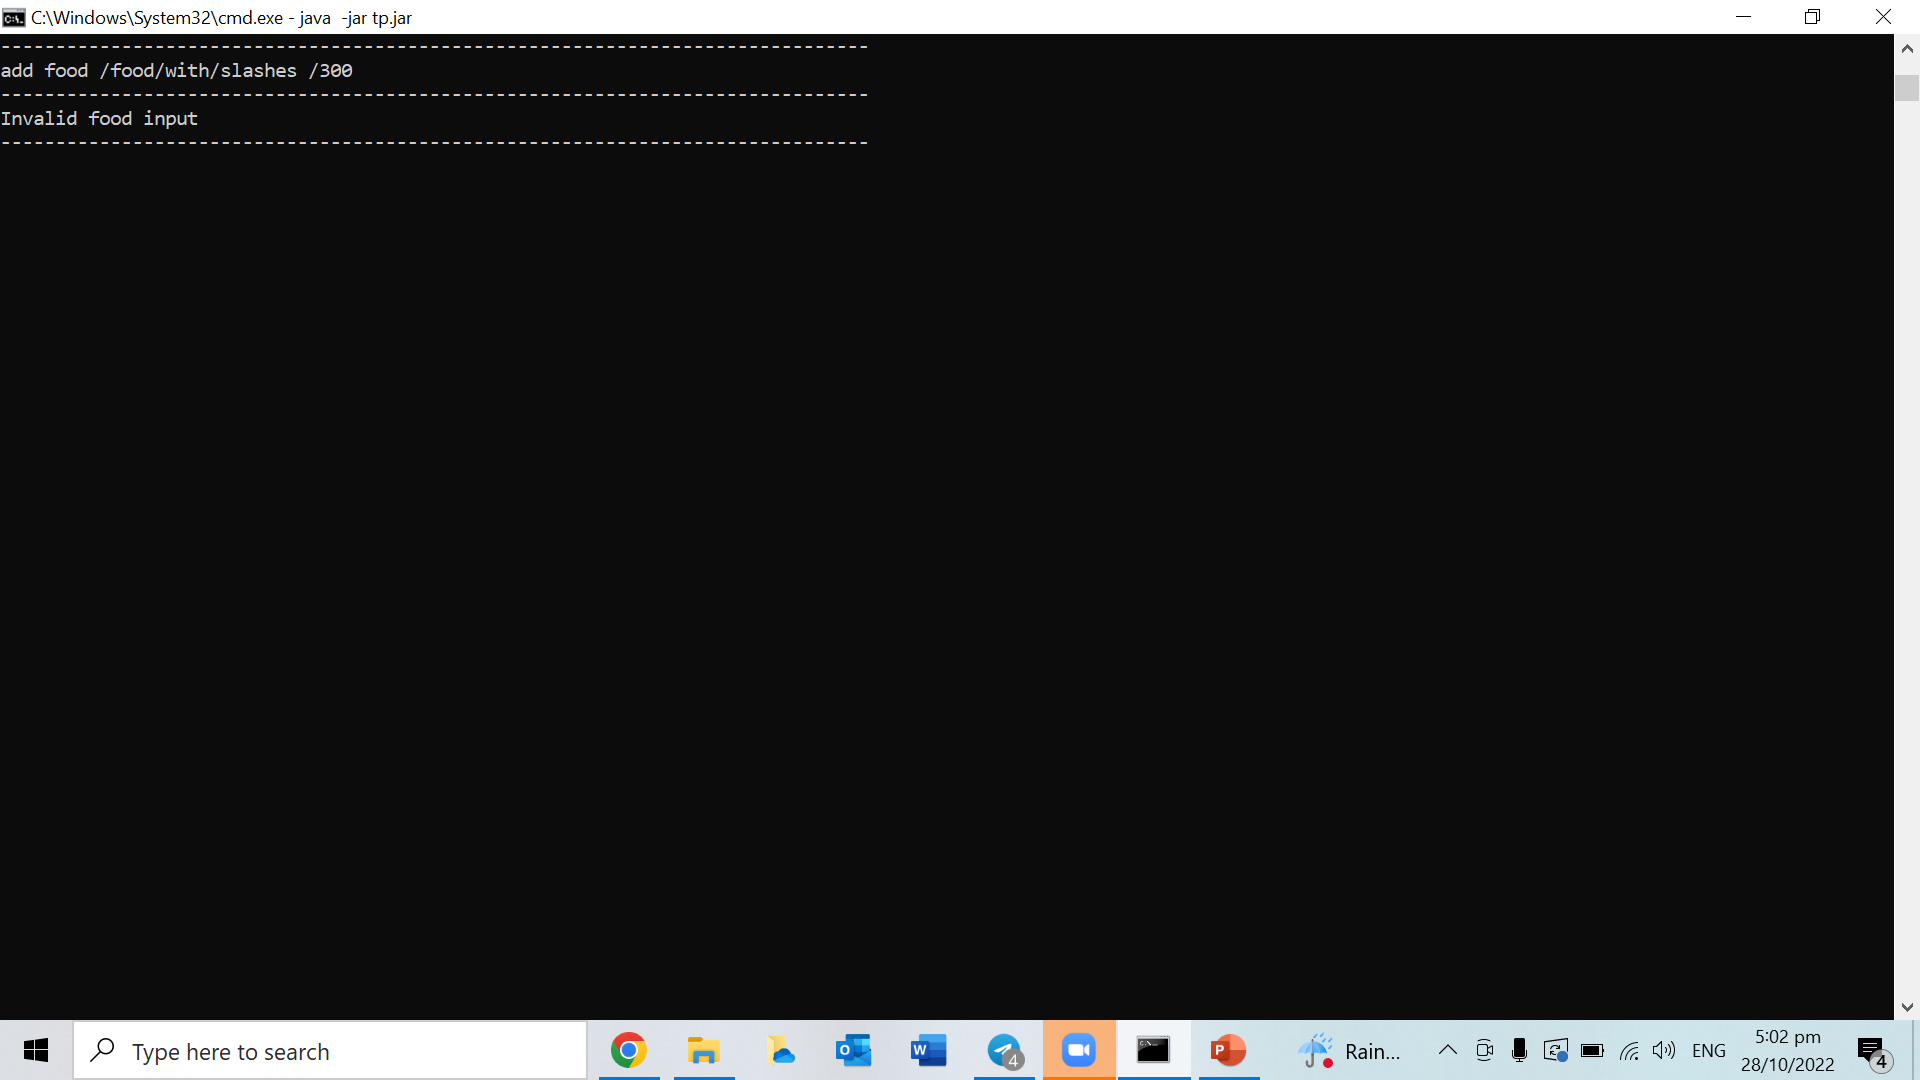 C:\Windows\System32\cmd.exe - java  -jar tp.jar
-------------------------------------------------------------------------------
add food /food/with/slashes /300
-------------------------------------------------------------------------------
Invalid food input
-------------------------------------------------------------------------------
Type here to search
4
Rain...
ENG
5:02 pm
28/10/2022
4